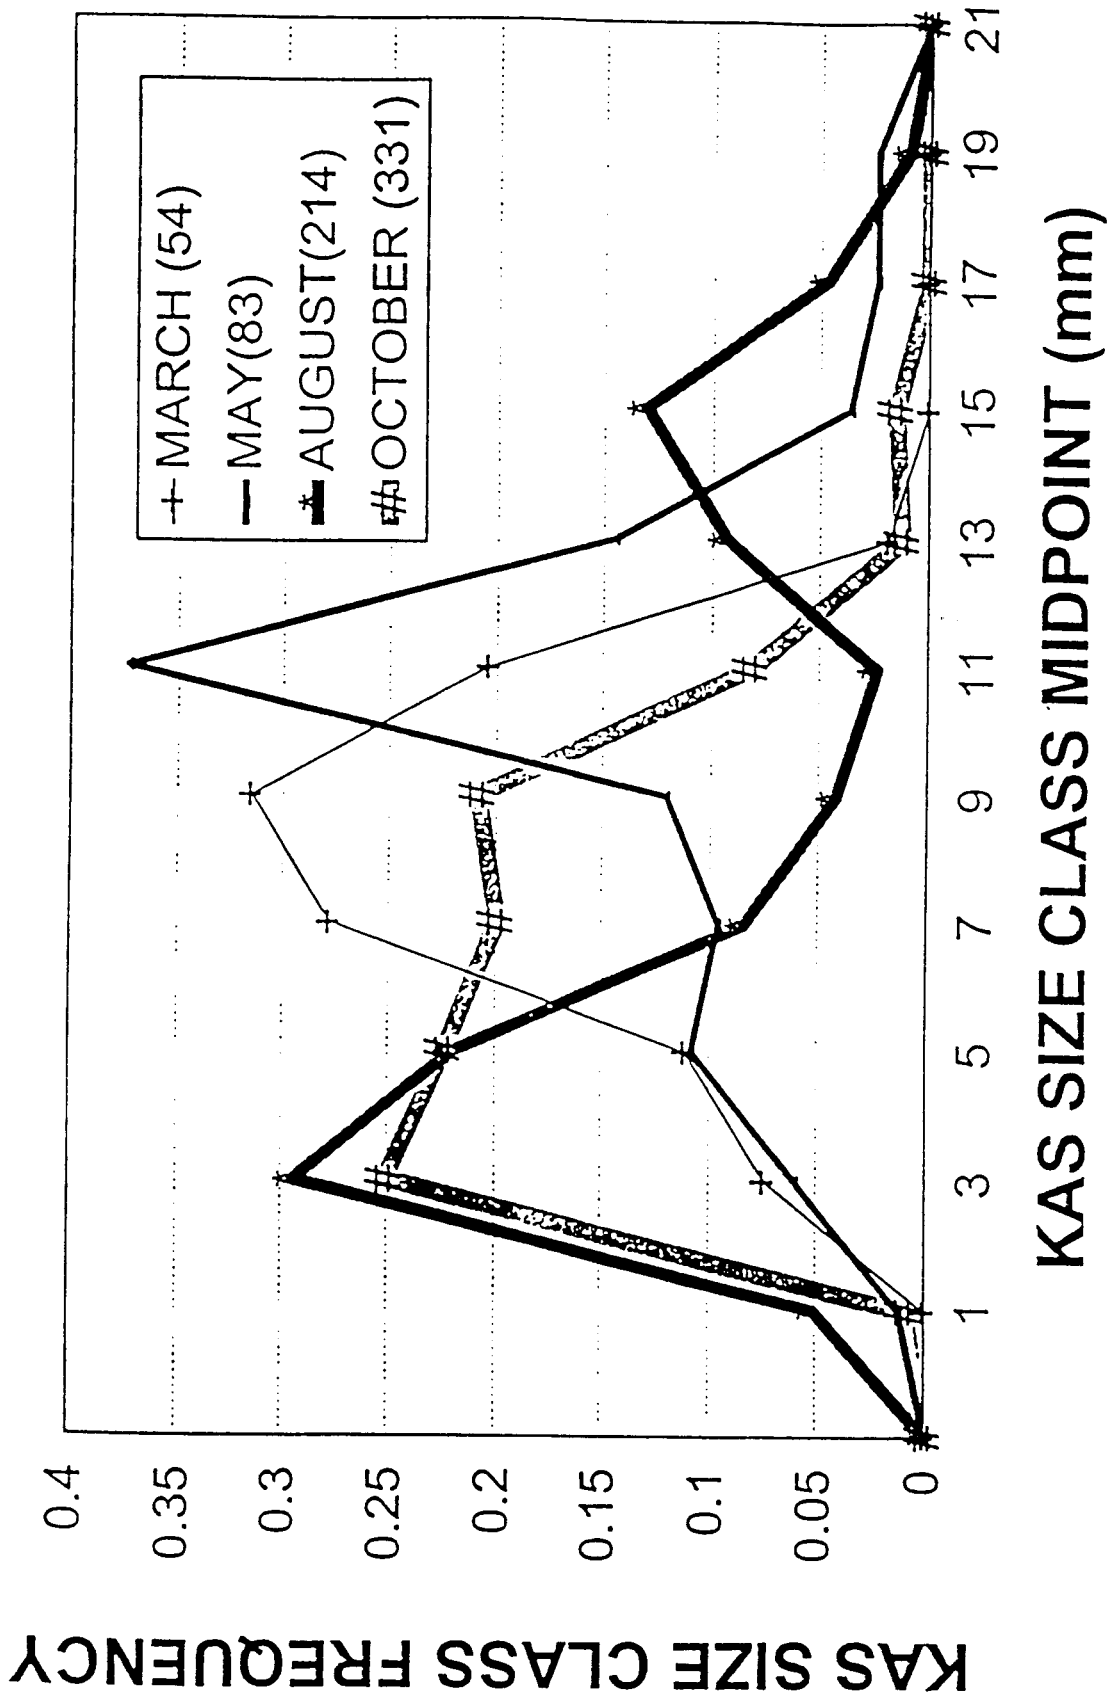 KAS SIZE CLASS FREQUENCY
0.4
0.35
0.3
0.25
0.2
0.15
0.1
0.05
0
MARCH (54)
MAY(83)
AUGUST(214)
OCTOBER (331)
1 3 5 7 9 11 13 15 17 19 21
KAS SIZE CLASS MIDPOINT (mm)